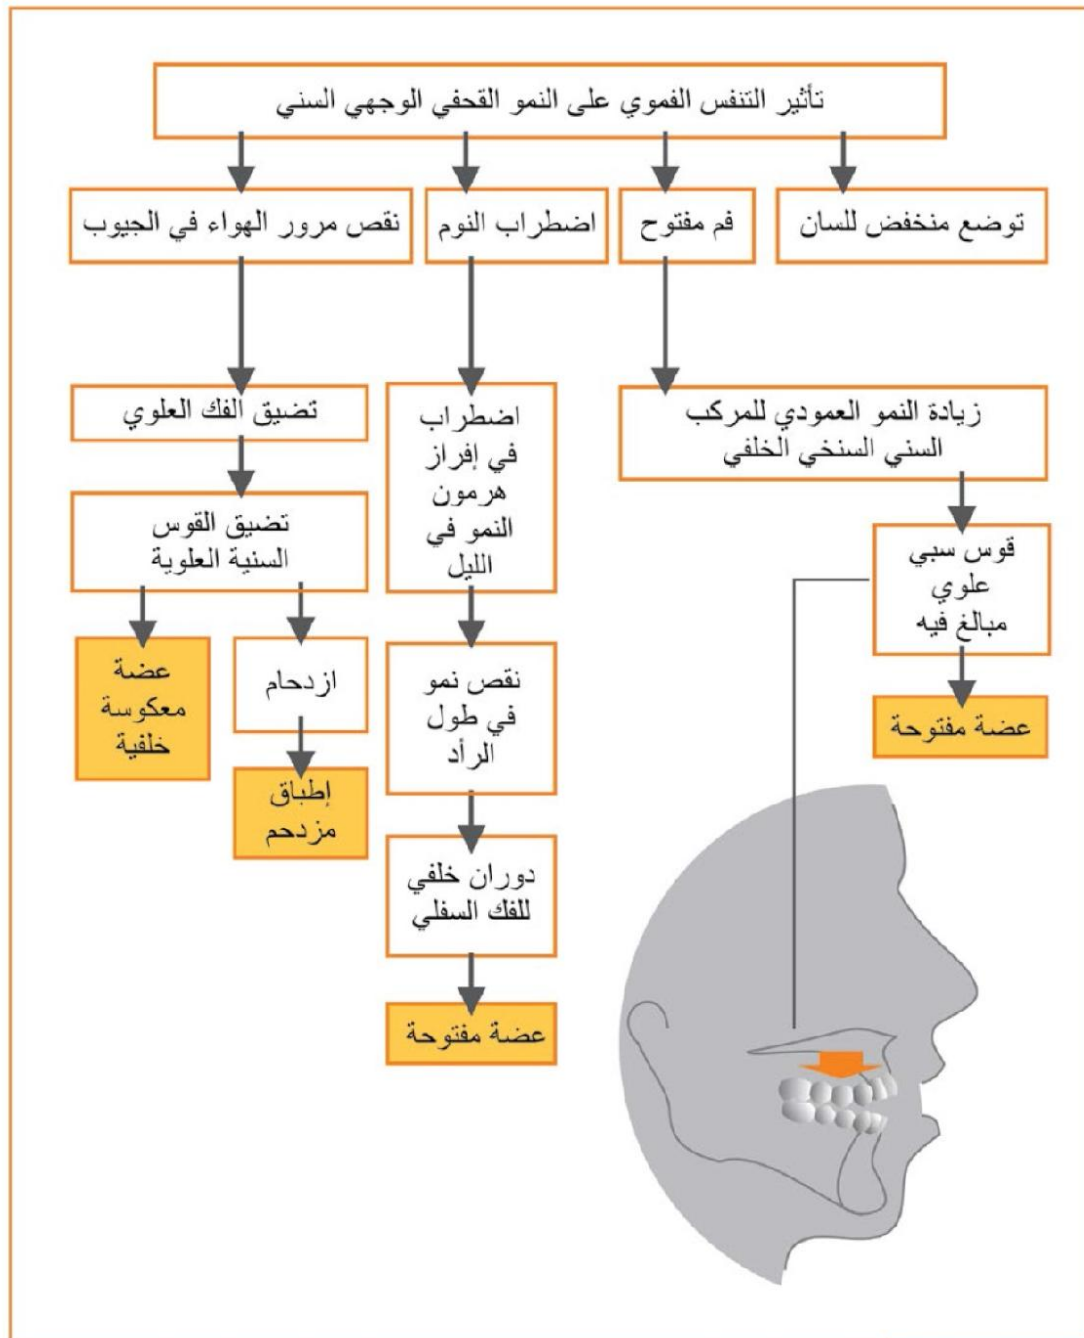 تأثير التنفس الفموي على النمو القحفي الوجهي السني
توضع منخفض للسان
فم مفتوح
اضطراب النوم
نقص مرور الهواء في الجيوب
زيادة النمو العمودي للمركب
السني السنخي الخلفي
قوس سبي
علوي
مبالغ فيه
عضة مفتوحة
اضطراب
في إفراز
هرمون
النمو في
الليل
نقص نمو
في طول
الرأد
دوران خلفي
للفك السفلي
عضة مفتوحة
تضيق الفك العلوي
تضيق القوس
السنية العلوية
ازدحام
إطباق
مزدحم
عضة
معكوسة
خلفية